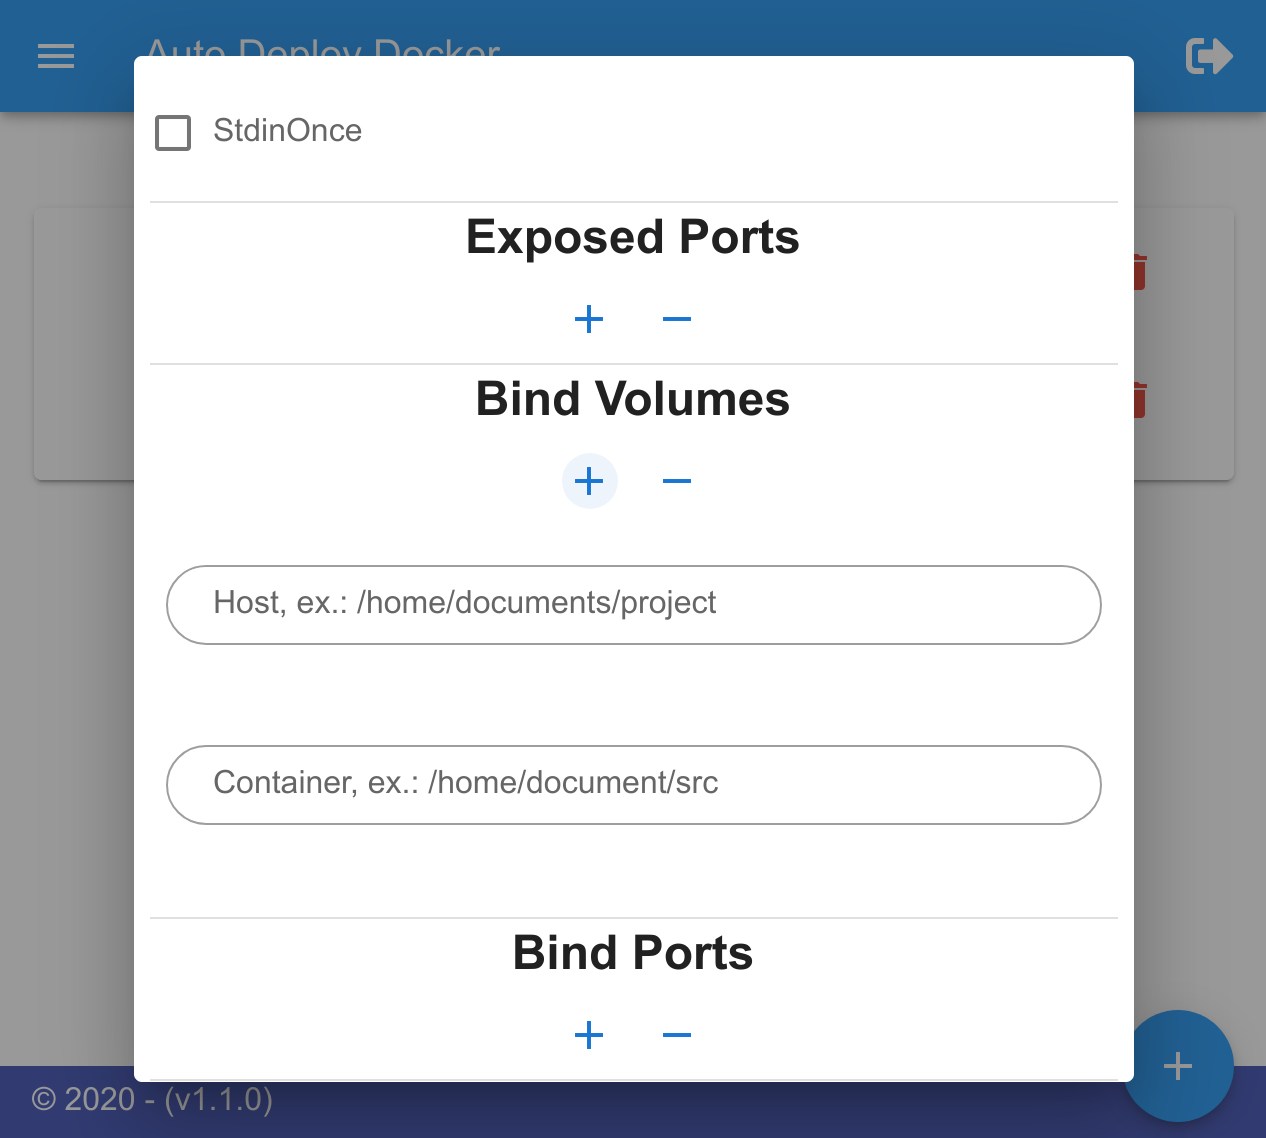 Auto Deploy Docker
StdinOnce
Exposed Ports
Bind Volumes
Host, ex.: /home/documents/project
Container, ex.: /home/document/src
Bind Ports
© 2020 - (v1.1.0)